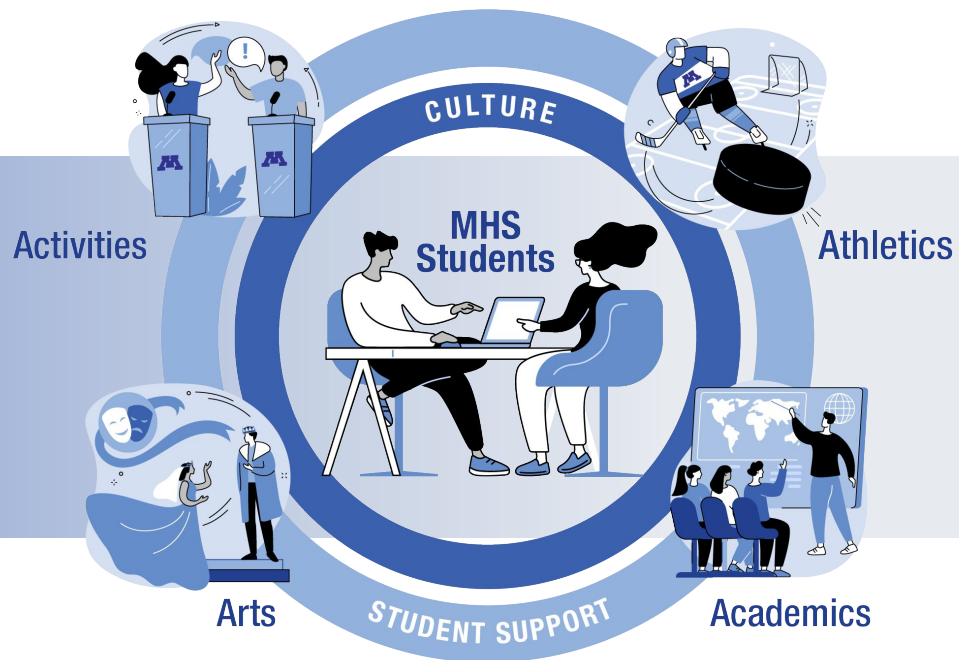 !
CULTURE
M
M
M
MHS
Students
Activities
Athletics
Arts
Academics
STUDENT SUPPORT